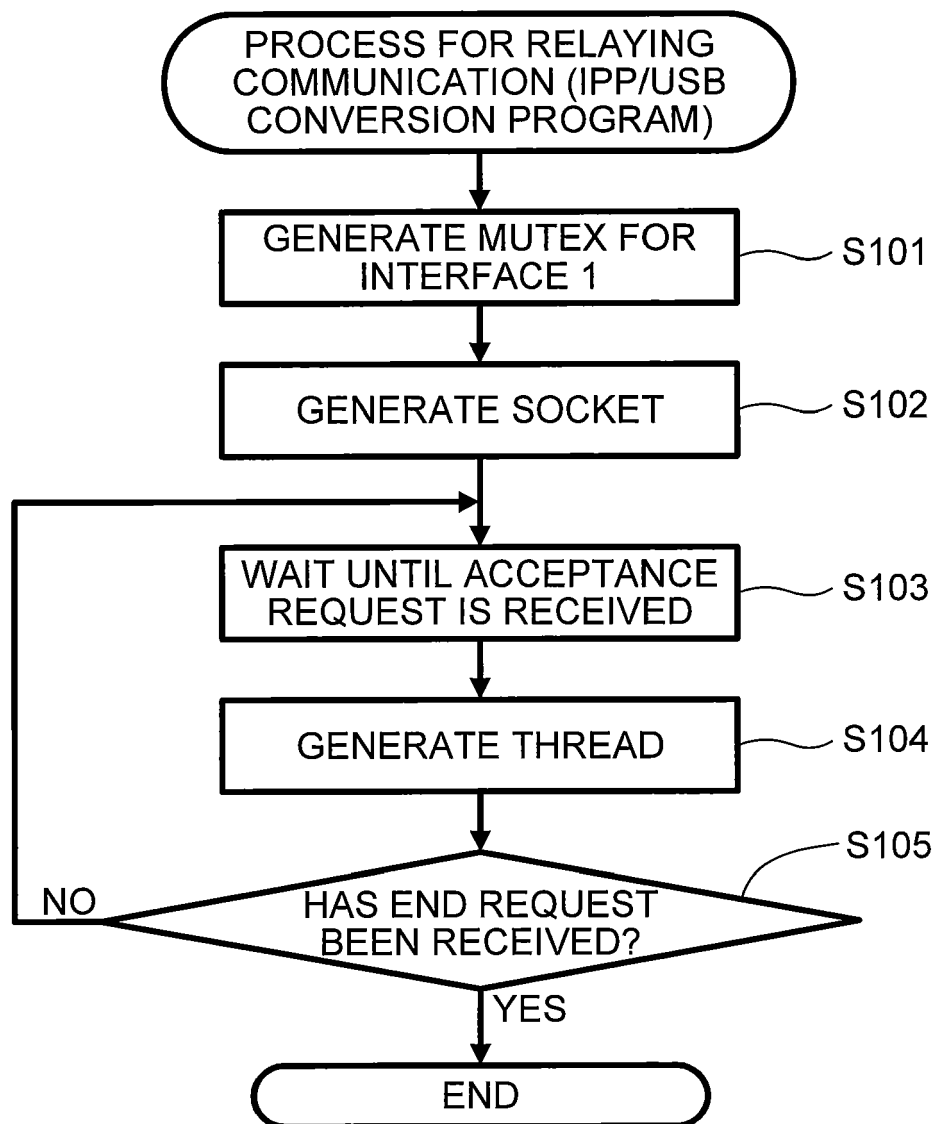 PROCESS FOR RELAYING
COMMUNICATION (IPP/USB
CONVERSION PROGRAM)
GENERATE MUTEX FOR
INTERFACE 1
S101
GENERATE SOCKET
S102
WAIT UNTIL ACCEPTANCE
REQUEST IS RECEIVED
S103
GENERATE THREAD
S104
S105
HAS END REQUEST
BEEN RECEIVED?
NO
YES
END